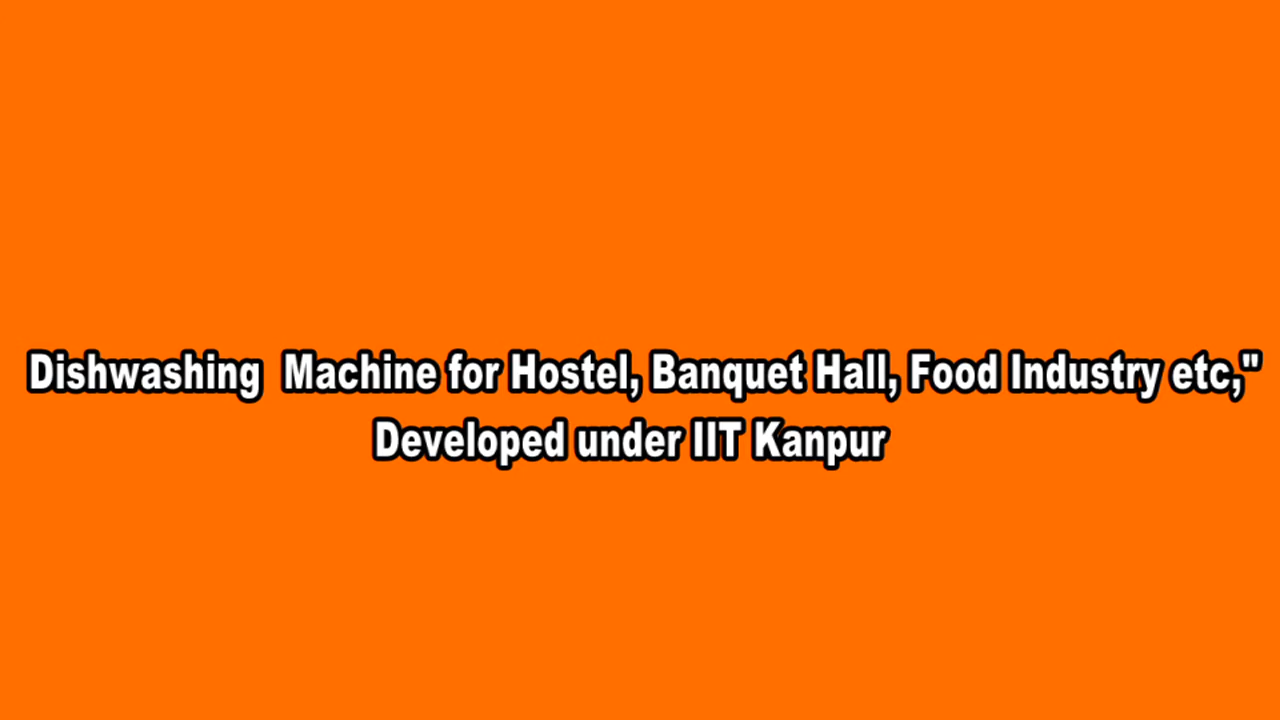 Dishwashing  Machine for Hostel, Banquet Hall, Food Industry etc,"
Developed under IIT Kanpur